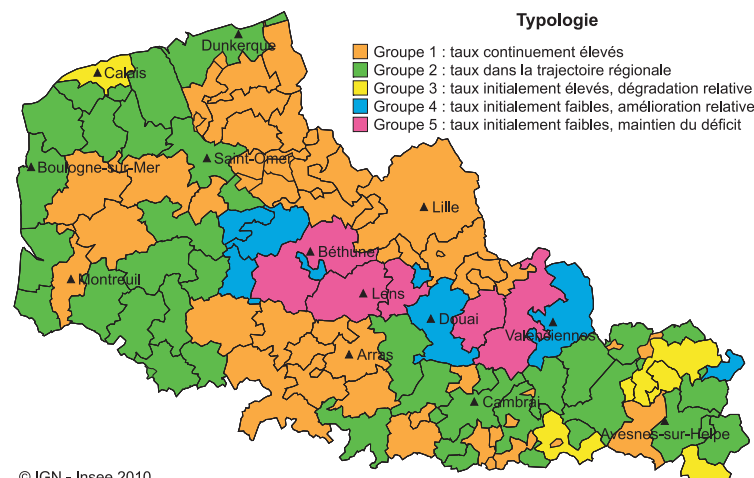 Typologie
Groupe 1 : taux continuement élevés
Groupe 2 : taux dans la trajectoire régionale
Groupe 3 : taux initialement élevés, dégradation relative
Groupe 4 : taux initialement faibles, amélioration relative
Groupe 5 : taux initialement faibles, maintien du déficit
Dunkerque
Calais
Saint-Omer
Boulogne-sur-Mer
Lille
Béthune
Montreuil
Lens
Douai
Valenciennes
Arras
Cambrai
Avesnes-sur-Helpe
© IGN - Insee 2010